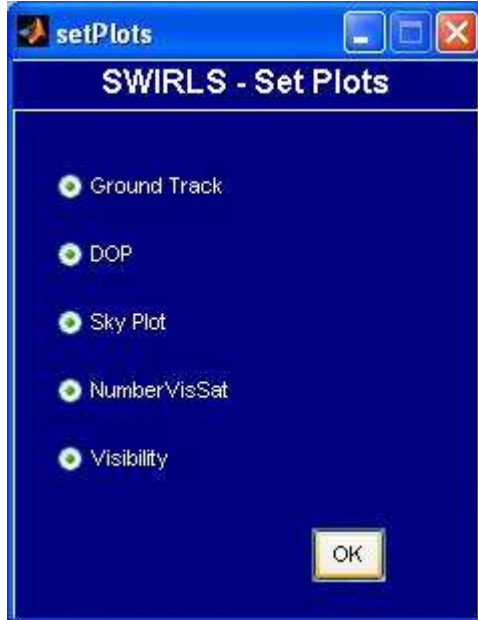 setPlots
SWIRLS - Set Plots
Ground Track
DOP
Sky Plot
NumberVisSat
Visibility
OK